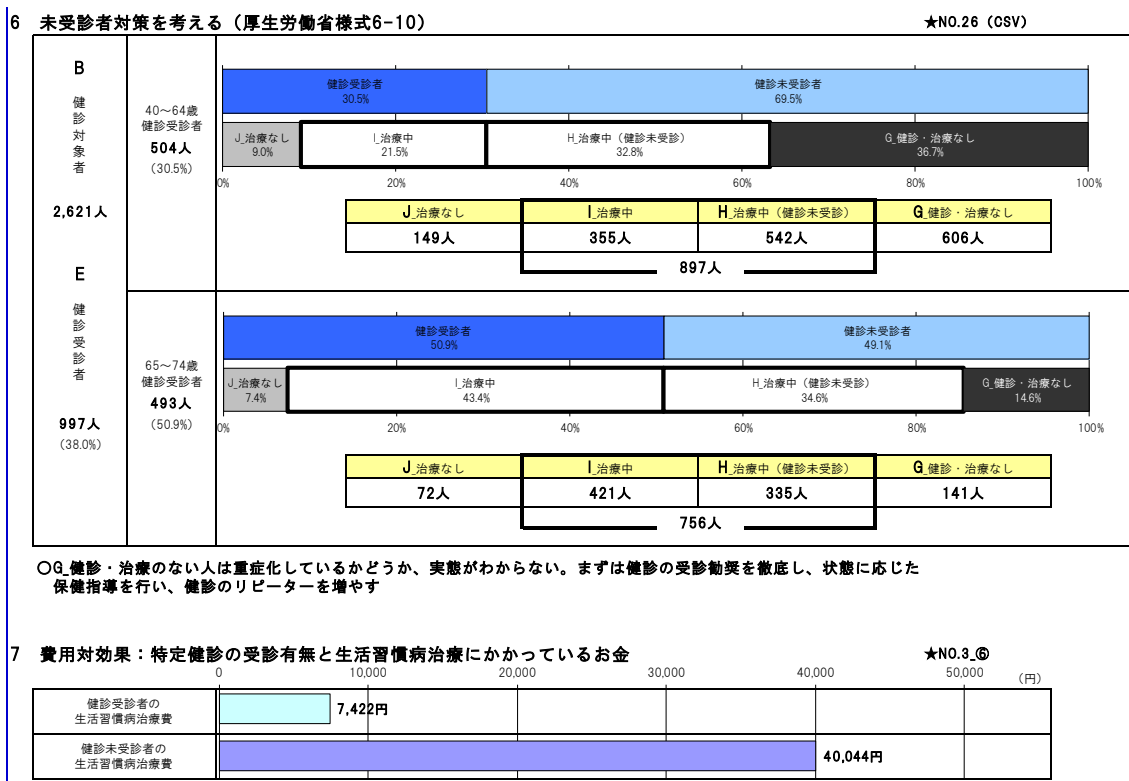 6 未受診者対策を考える（厚生労働省様式6-10） ★NO.26（CSV）
B
健診対象者
2,621人
E
健診受診者
997人
(38.0%)
40～64歳
健診受診者
504人
(30.5%)
健診受診者
30.5%
健診未受診者
69.5%
J_治療なし
9.0%
I_治療中
21.5%
H_治療中（健診未受診）
32.8%
G_健診・治療なし
36.7%
0% 20% 40% 60% 80% 100%
J_治療なし I_治療中 H_治療中（健診未受診） G_健診・治療なし
149人 355人 542人 606人
897人
65～74歳
健診受診者
493人
(50.9%)
健診受診者
50.9%
健診未受診者
49.1%
J_治療なし
7.4%
I_治療中
43.4%
H_治療中（健診未受診）
34.6%
G_健診・治療なし
14.6%
0% 20% 40% 60% 80% 100%
J_治療なし I_治療中 H_治療中（健診未受診） G_健診・治療なし
72人 421人 335人 141人
756人
○G_健診・治療のない人は重症化しているかどうか、実態がわからない。まずは健診の受診勧奨を徹底し、状態に応じた
保健指導を行い、健診のリピーターを増やす
7 費用対効果：特定健診の受診有無と生活習慣病治療にかかっているお金 ★NO.3_⑥
0 10,000 20,000 30,000 40,000 50,000 （円）
健診受診者の
生活習慣病治療費
7,422円
健診未受診者の
生活習慣病治療費
40,044円